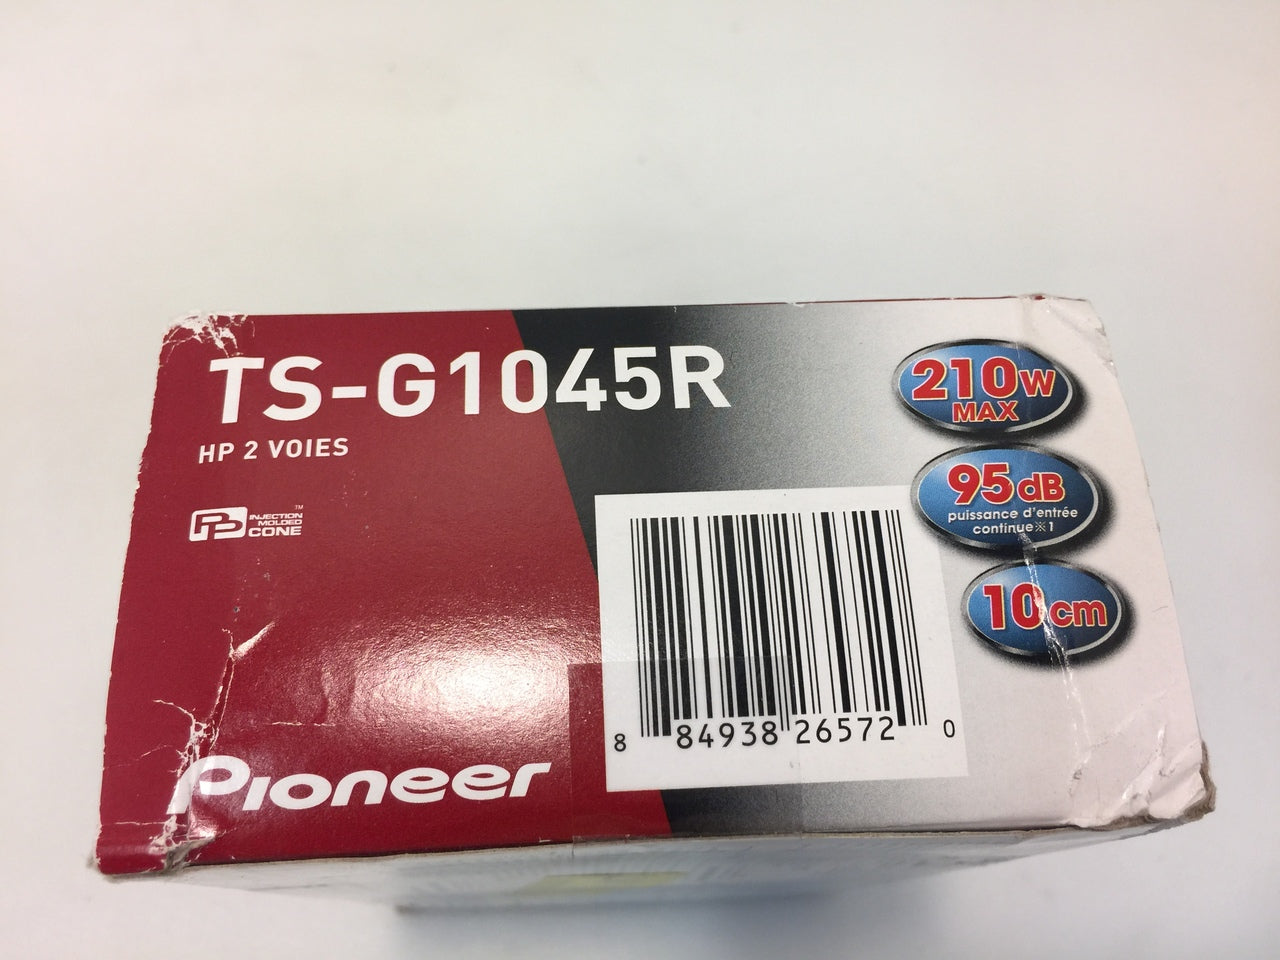 TS-G1045R
HP 2 VOIES
INJECTION
MOLDED
CONE
™
210W
MAX
95dB
puissance d'entrée
continue※1
10cm
8 84938 26572 0
Pioneer